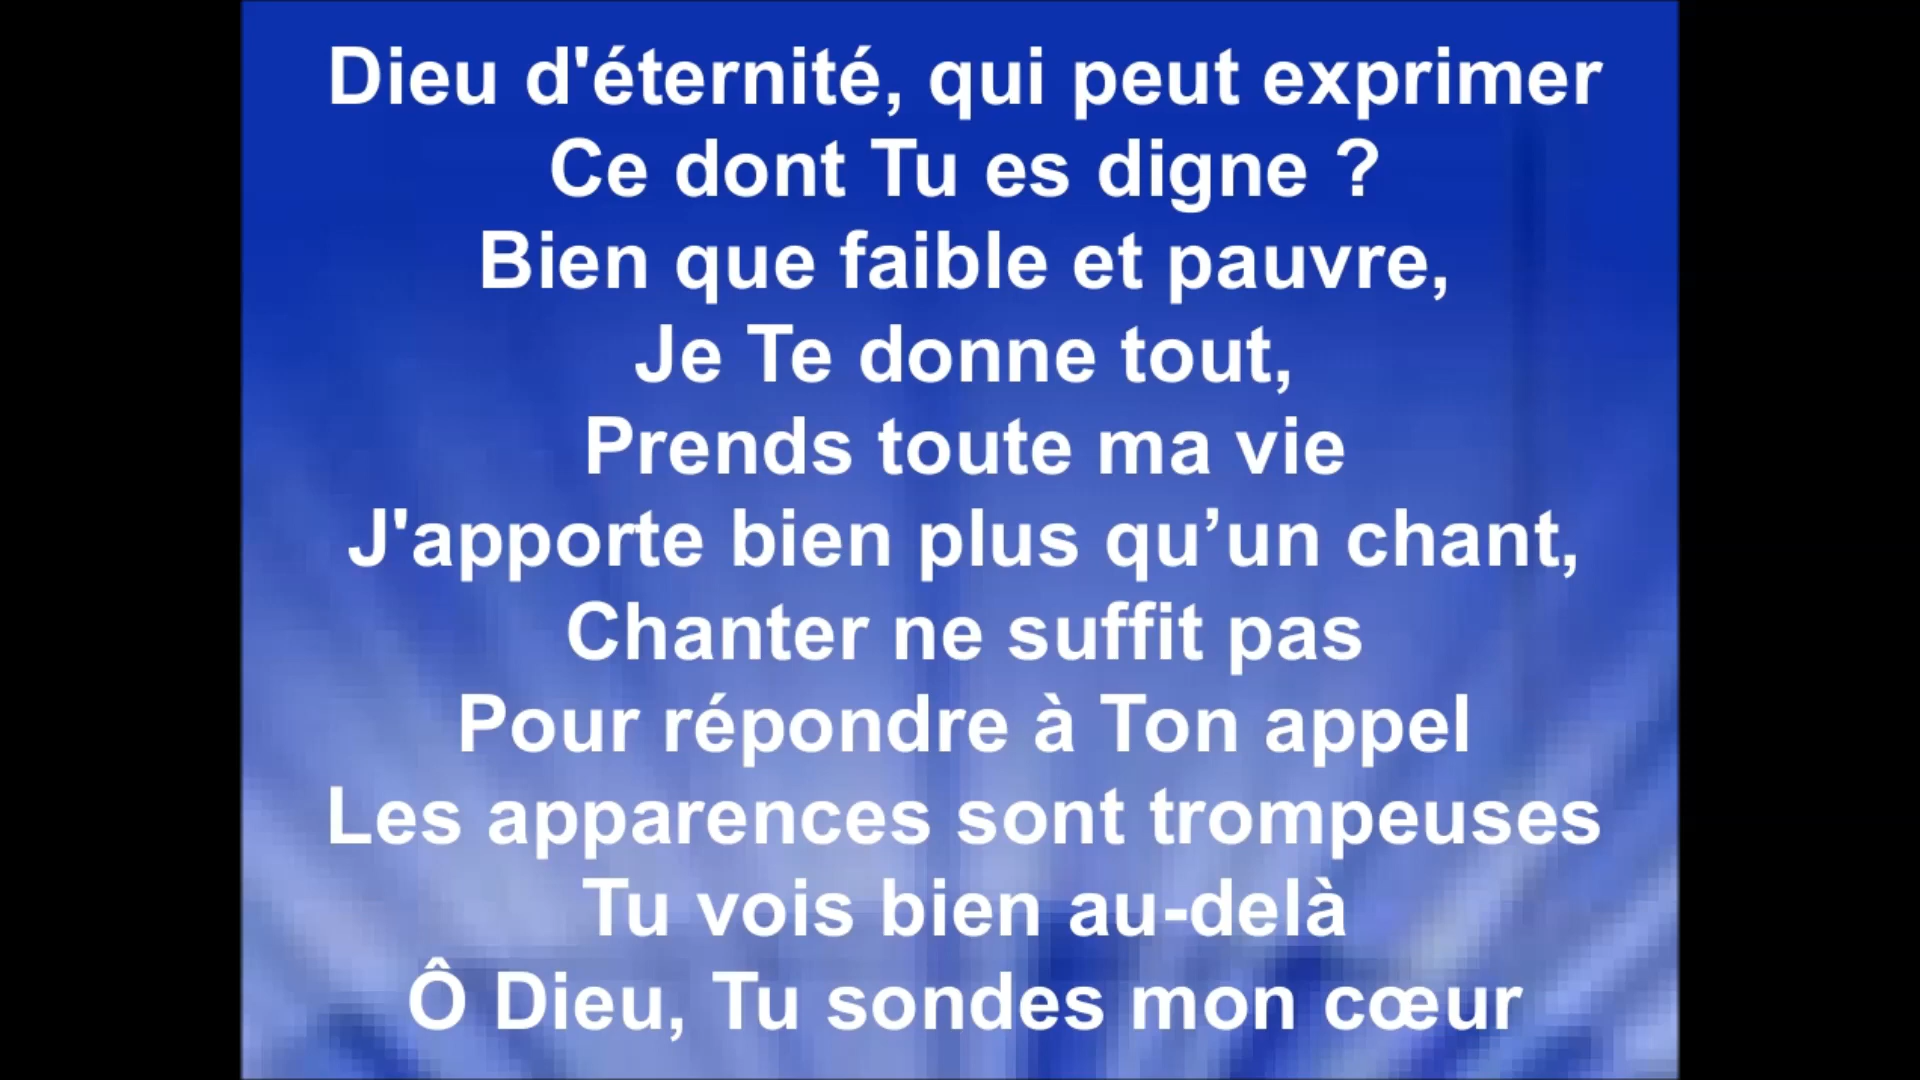 Dieu d'éternité, qui peut exprimer
Ce dont Tu es digne ?
Bien que faible et pauvre,
Je Te donne tout,
Prends toute ma vie
J'apporte bien plus qu’un chant,
Chanter ne suffit pas
Pour répondre à Ton appel
Les apparences sont trompeuses
Tu vois bien au-delà
Ô Dieu, Tu sondes mon cœur